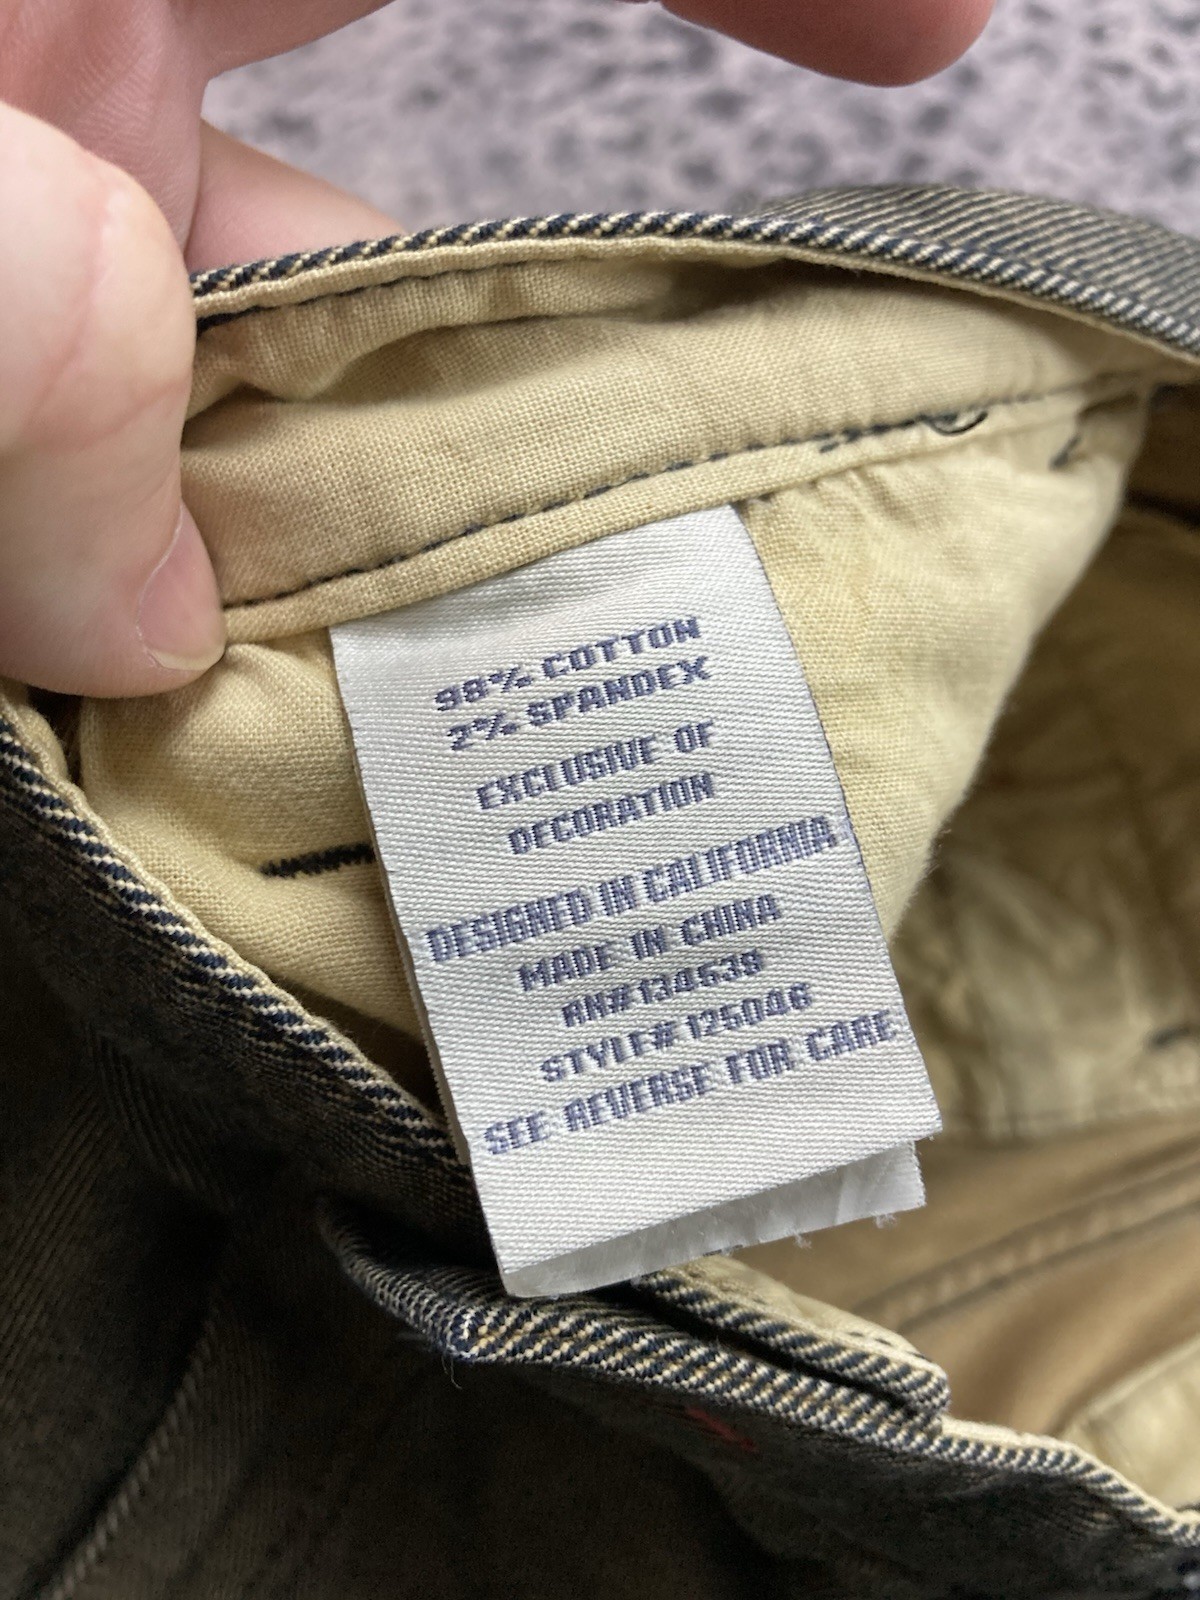 98% COTTON
2% SPANDEX
EXCLUSIVE OF
DECORATION
DESIGNED IN CALIFORNIA
MADE IN CHINA
RN#134639
STYLE# 125046
SEE REVERSE FOR CARE